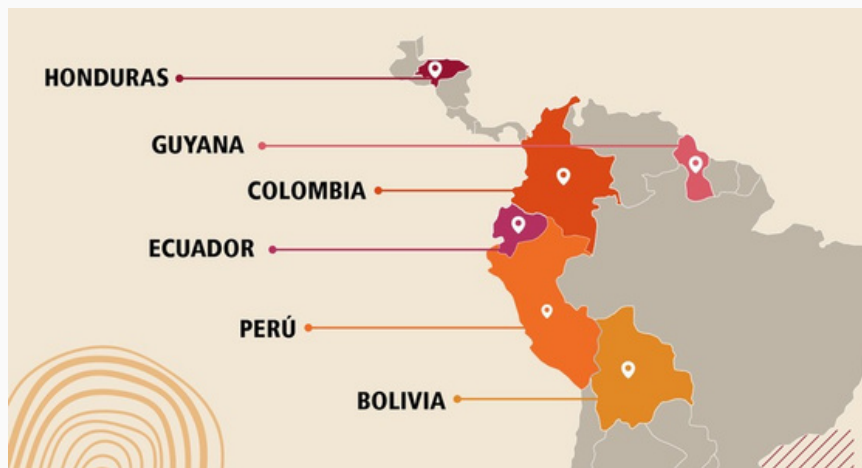 HONDURAS
GUYANA
COLOMBIA
ECUADOR
PERÚ
BOLIVIA